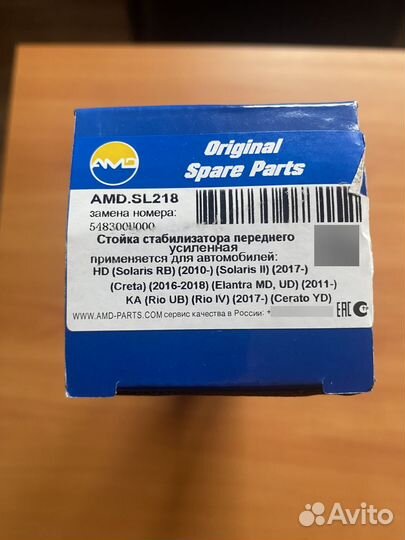 AMD
Original
Spare Parts
AMD.SL218
замена номера:
548300U000
Стойка стабилизатора переднего
усиленная
применяется для автомобилей:
HD (Solaris RB) (2010-) (Solaris II) (2017-)
(Creta) (2016-2018) (Elantra MD, UD) (2011-)
KA (Rio UB) (Rio IV) (2017-) (Cerato YD)
WWW.AMD-PARTS.COM сервис качества в России: +
EAC
Avito